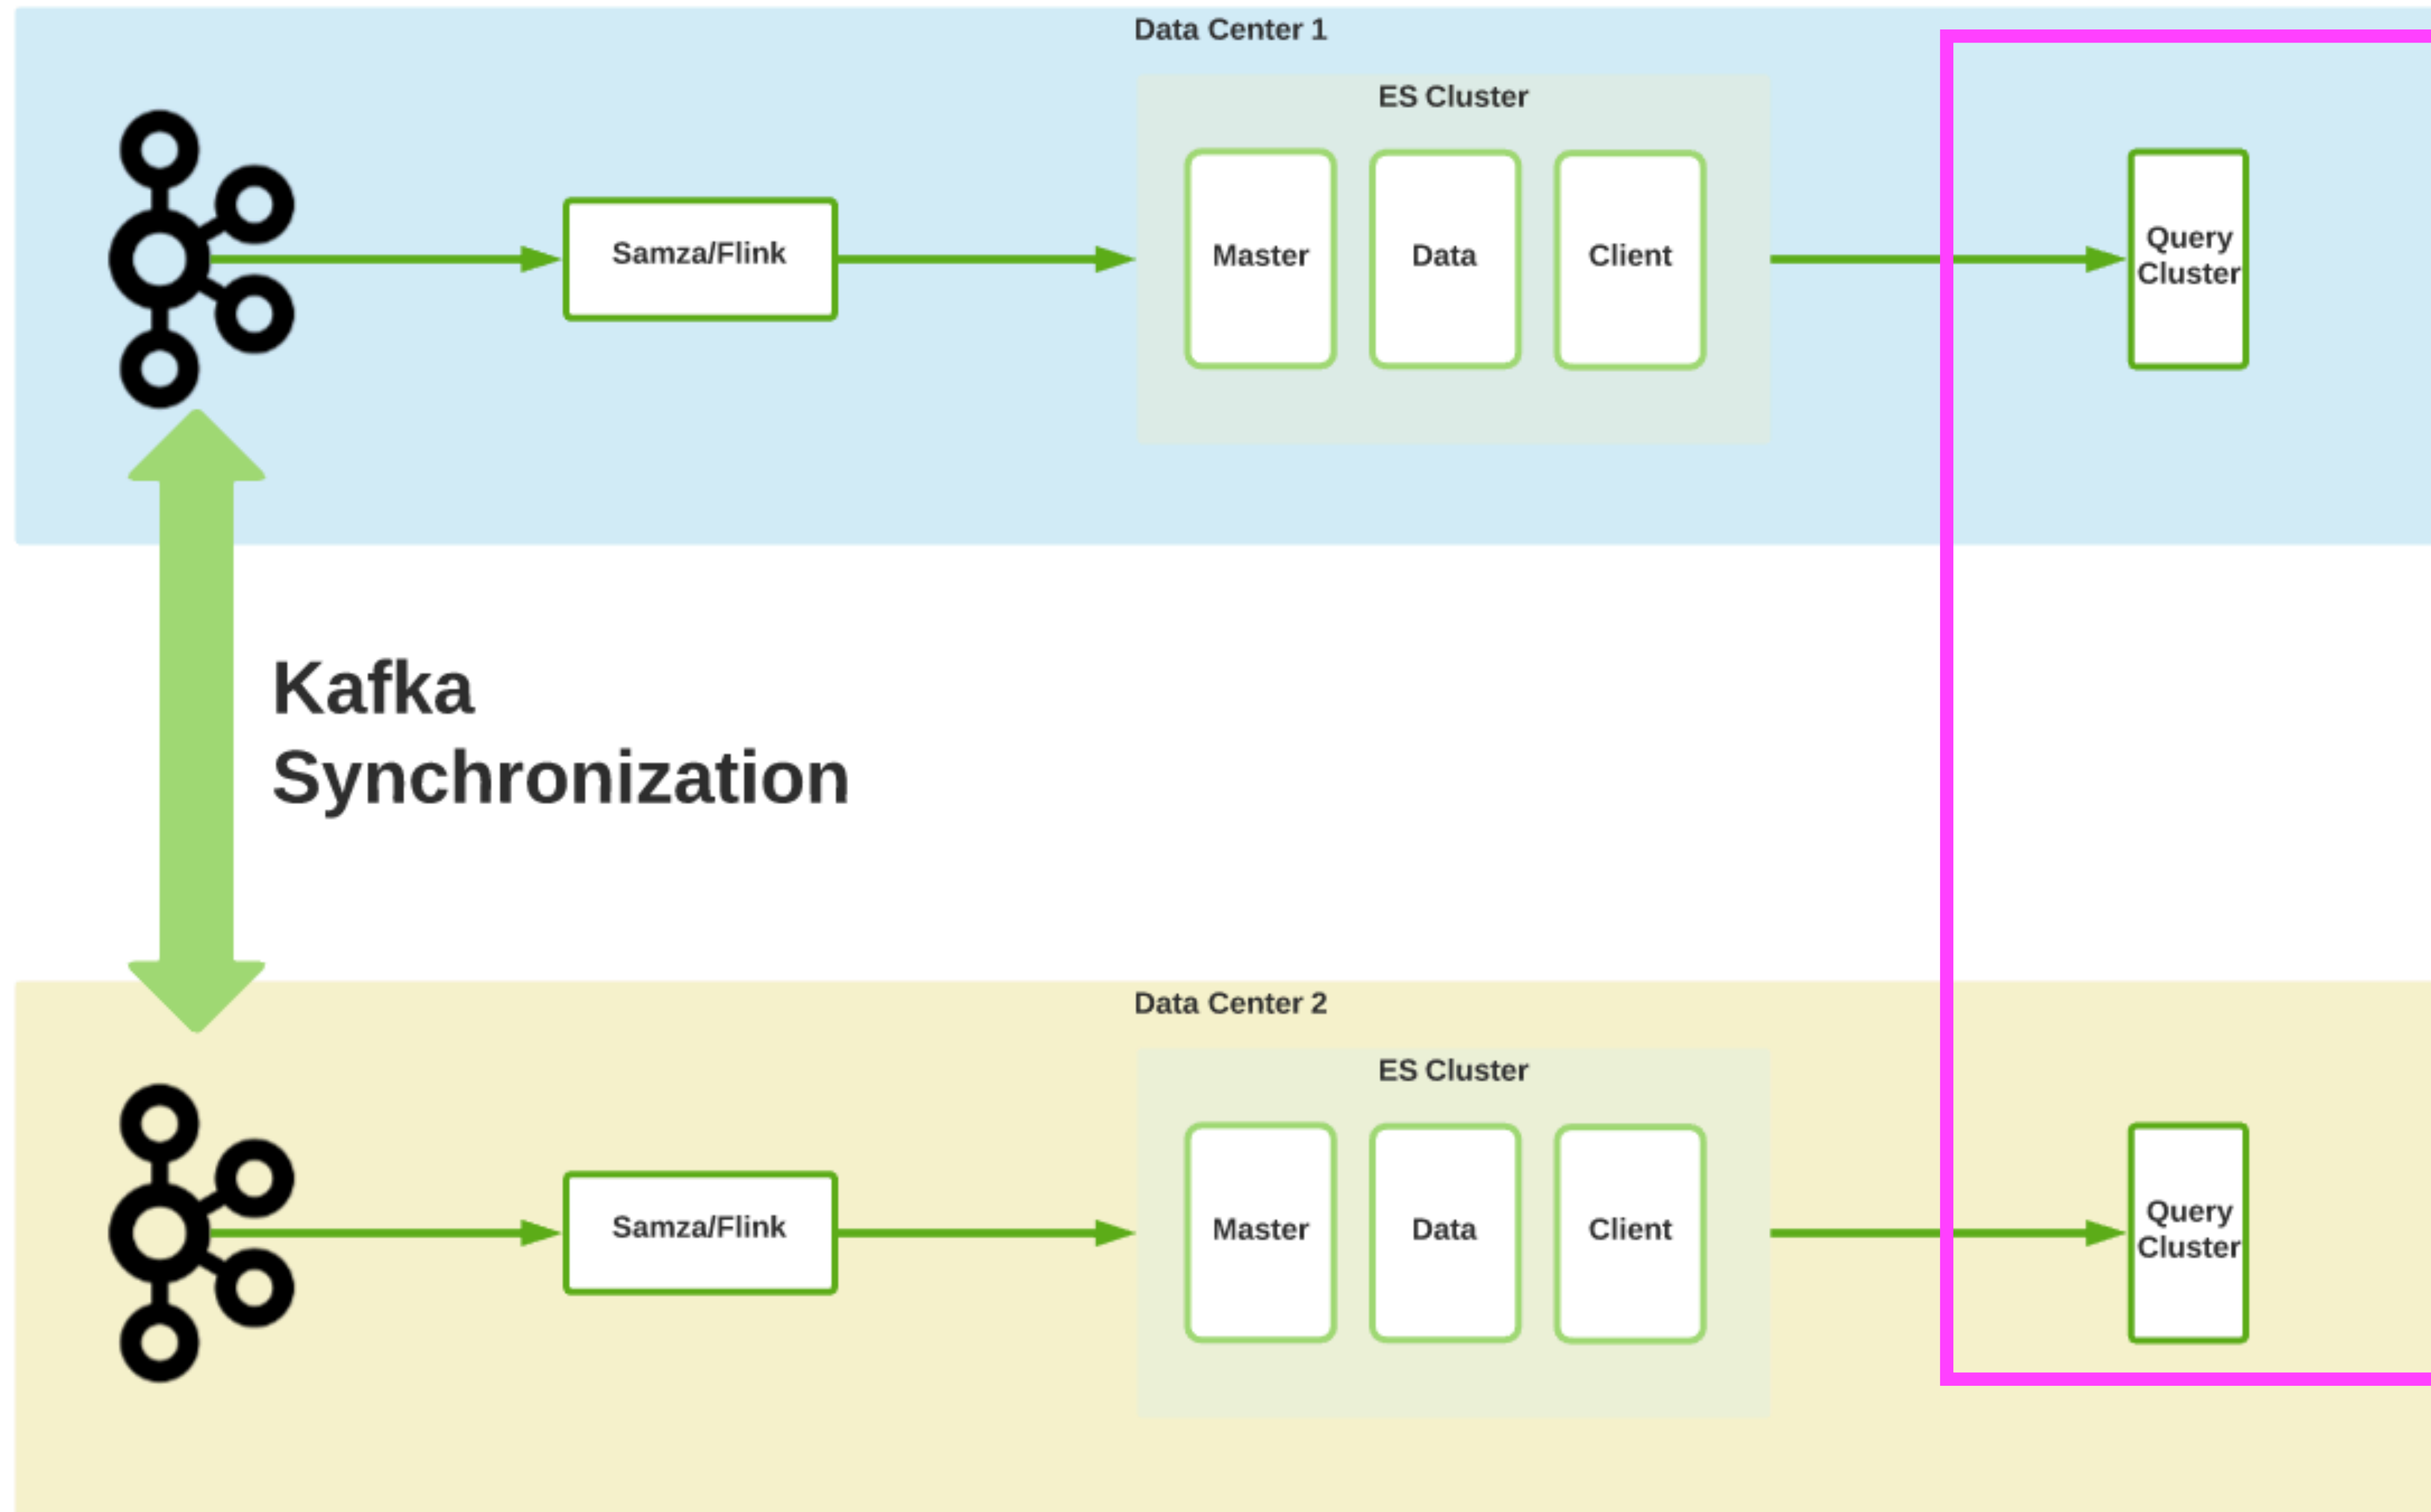 Data Center 1
ES Cluster
Samza/Flink
Master
Data
Client
Query
Cluster
Kafka
Synchronization
Data Center 2
ES Cluster
Samza/Flink
Master
Data
Client
Query
Cluster